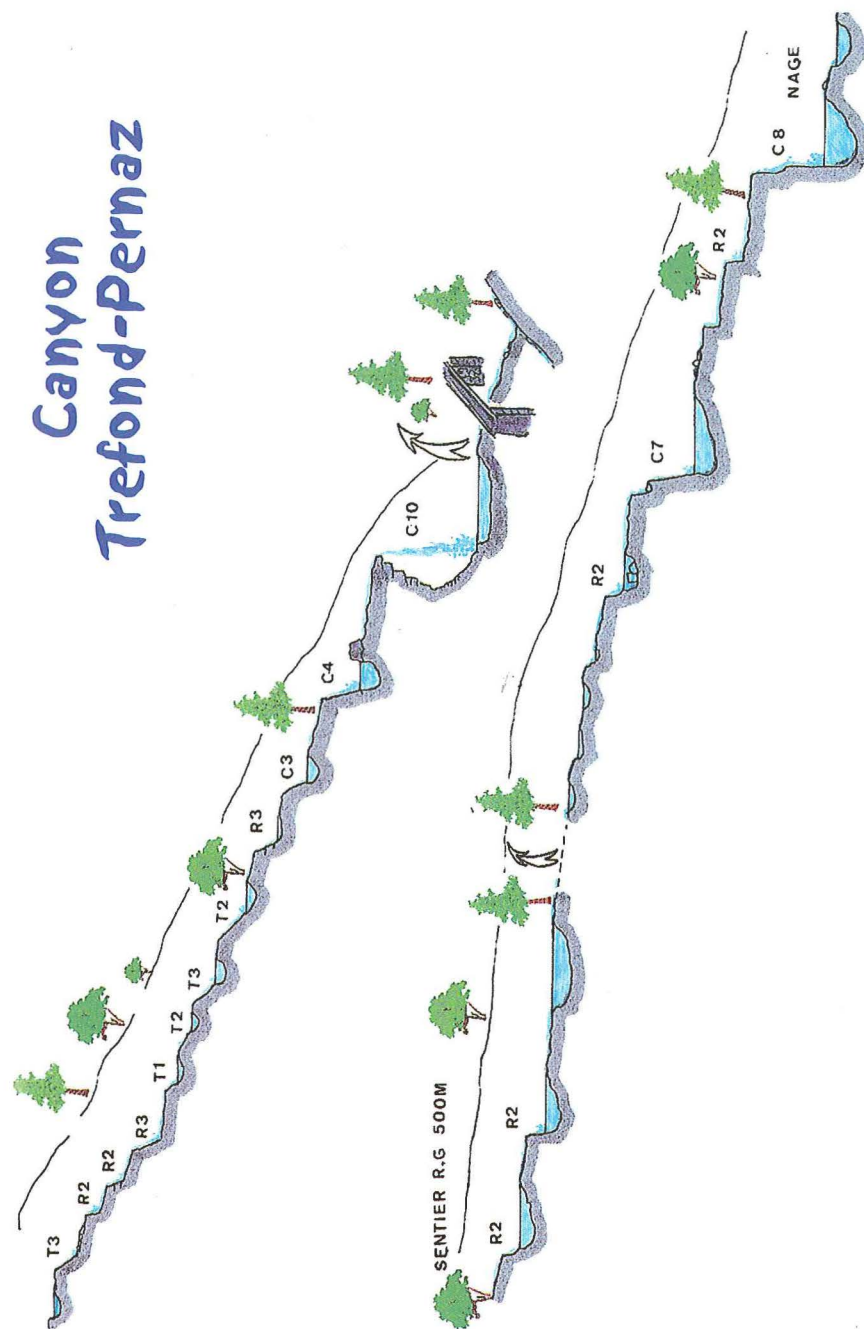 Canyon
Trefond-Pernaz
T3
R2
R2
R3
T1
T2
T3
T2
R3
C3
C4
C10
SENTIER R.G 500M
R2
R2
R2
C7
R2
C8
NAGE